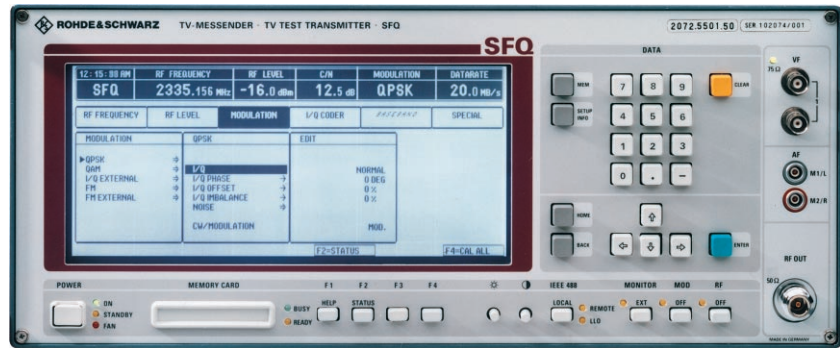 ROHDE&SCHWARZ TV-MESSENDER · TV TEST TRANSMITTER · SFQ
2072.5501.50 SER. 102074/001
SFQ
DATA
12:15:00 AM RF FREQUENCY RF LEVEL C/N MODULATION DATARATE
SFQ 2335.156 MHz -16.0 dBm 12.5 dB QPSK 20.0 MB/s
RF FREQUENCY RF LEVEL MODULATION I/Q CODER SPECIAL
MODULATION QPSK EDIT
QPSK
QAM I/Q NORMAL
I/Q EXTERNAL I/Q PHASE 0 DEG
FM I/Q OFFSET 0 %
FM EXTERNAL I/Q IMBALANCE 0 %
NOISE
CW/MODULATION MOD.
F2=STATUS F4=CAL ALL
MEM 7 8 9 CLEAR
SETUP INFO 4 5 6
1 2 3
0 . -
HOME
BACK ENTER
75Ω VF
AF
M1/L
M2/R
RF OUT
50Ω
MADE IN GERMANY
POWER MEMORY CARD F1 F2 F3 F4 IEEE 488 MONITOR MOD RF
ON
STANDBY
FAN
BUSY
READY
HELP STATUS
LOCAL REMOTE
LLO
EXT OFF OFF